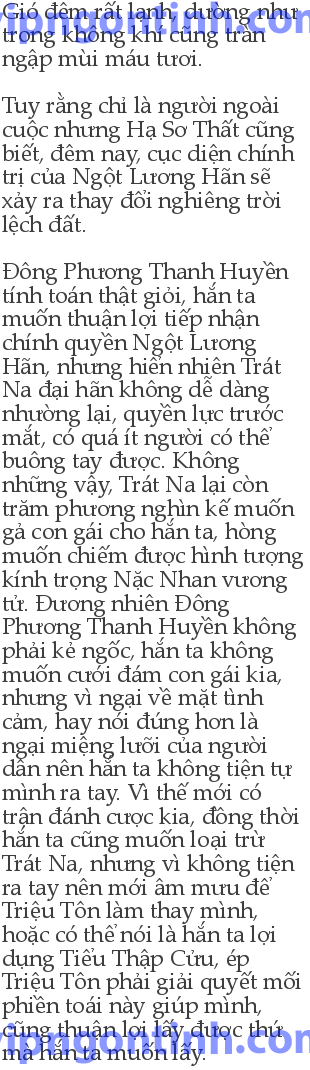 Gió đêm rất lạnh, dường như
trong không khí cũng tràn
ngập mùi máu tươi.
Tuy rằng chỉ là người ngoài
cuộc nhưng Hạ Sơ Thất cũng
biết, đêm nay, cục diện chính
trị của Ngột Lương Hãn sẽ
xảy ra thay đổi nghiêng trời
lệch đất.
Đông Phương Thanh Huyền
tính toán thật giỏi, hắn ta
muốn thuận lợi tiếp nhận
chính quyền Ngột Lương
Hãn, nhưng hiển nhiên Trát
Na đại hãn không dễ dàng
nhường lại, quyền lực trước
mắt, có quá ít người có thể
buông tay được. Không
những vậy, Trát Na lại còn
trăm phương nghìn kế muốn
gả con gái cho hắn ta, hòng
muốn chiếm được hình tượng
kính trọng Nặc Nhan vương
tử. Đương nhiên Đông
Phương Thanh Huyền không
phải kẻ ngốc, hắn ta không
muốn cưới đám con gái kia,
nhưng vì ngại về mặt tình
cảm, hay nói đúng hơn là
ngại miệng lưỡi của người
dân nên hắn ta không tiện tự
mình ra tay. Vì thế mới có
trận đánh cược kia, đồng thời
hắn ta cũng muốn loại trừ
Trát Na, nhưng vì không tiện
ra tay nên mới âm mưu để
Triệu Tôn làm thay mình,
hoặc có thể nói là hắn ta lợi
dụng Tiểu Thập Cửu, ép
Triệu Tôn phải giải quyết mối
phiền toái này giúp mình,
cũng thuận lợi lấy được thứ
mà hắn ta muốn lấy.
vipngontinh.com
vipngontinh.com